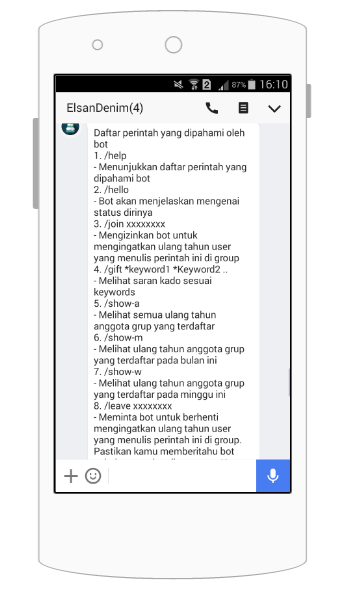 87% 16:10
ElsanDenim(4)
Daftar perintah yang dipahami oleh
bot
1. /help
- Menunjukkan daftar perintah yang
dipahami bot
2. /hello
- Bot akan menjelaskan mengenai
status dirinya
3. /join xxxxxxxx
- Mengizinkan bot untuk
mengingatkan ulang tahun user
yang menulis perintah ini di group
4. /gift *keyword1 *Keyword2 ..
- Melihat saran kado sesuai
keywords
5. /show-a
- Melihat semua ulang tahun
anggota grup yang terdaftar
6. /show-m
- Melihat ulang tahun anggota grup
yang terdaftar pada bulan ini
7. /show-w
- Melihat ulang tahun anggota grup
yang terdaftar pada minggu ini
8. /leave xxxxxxxx
- Meminta bot untuk berhenti
mengingatkan ulang tahun user
yang menulis perintah ini di group.
Pastikan kamu memberitahu bot